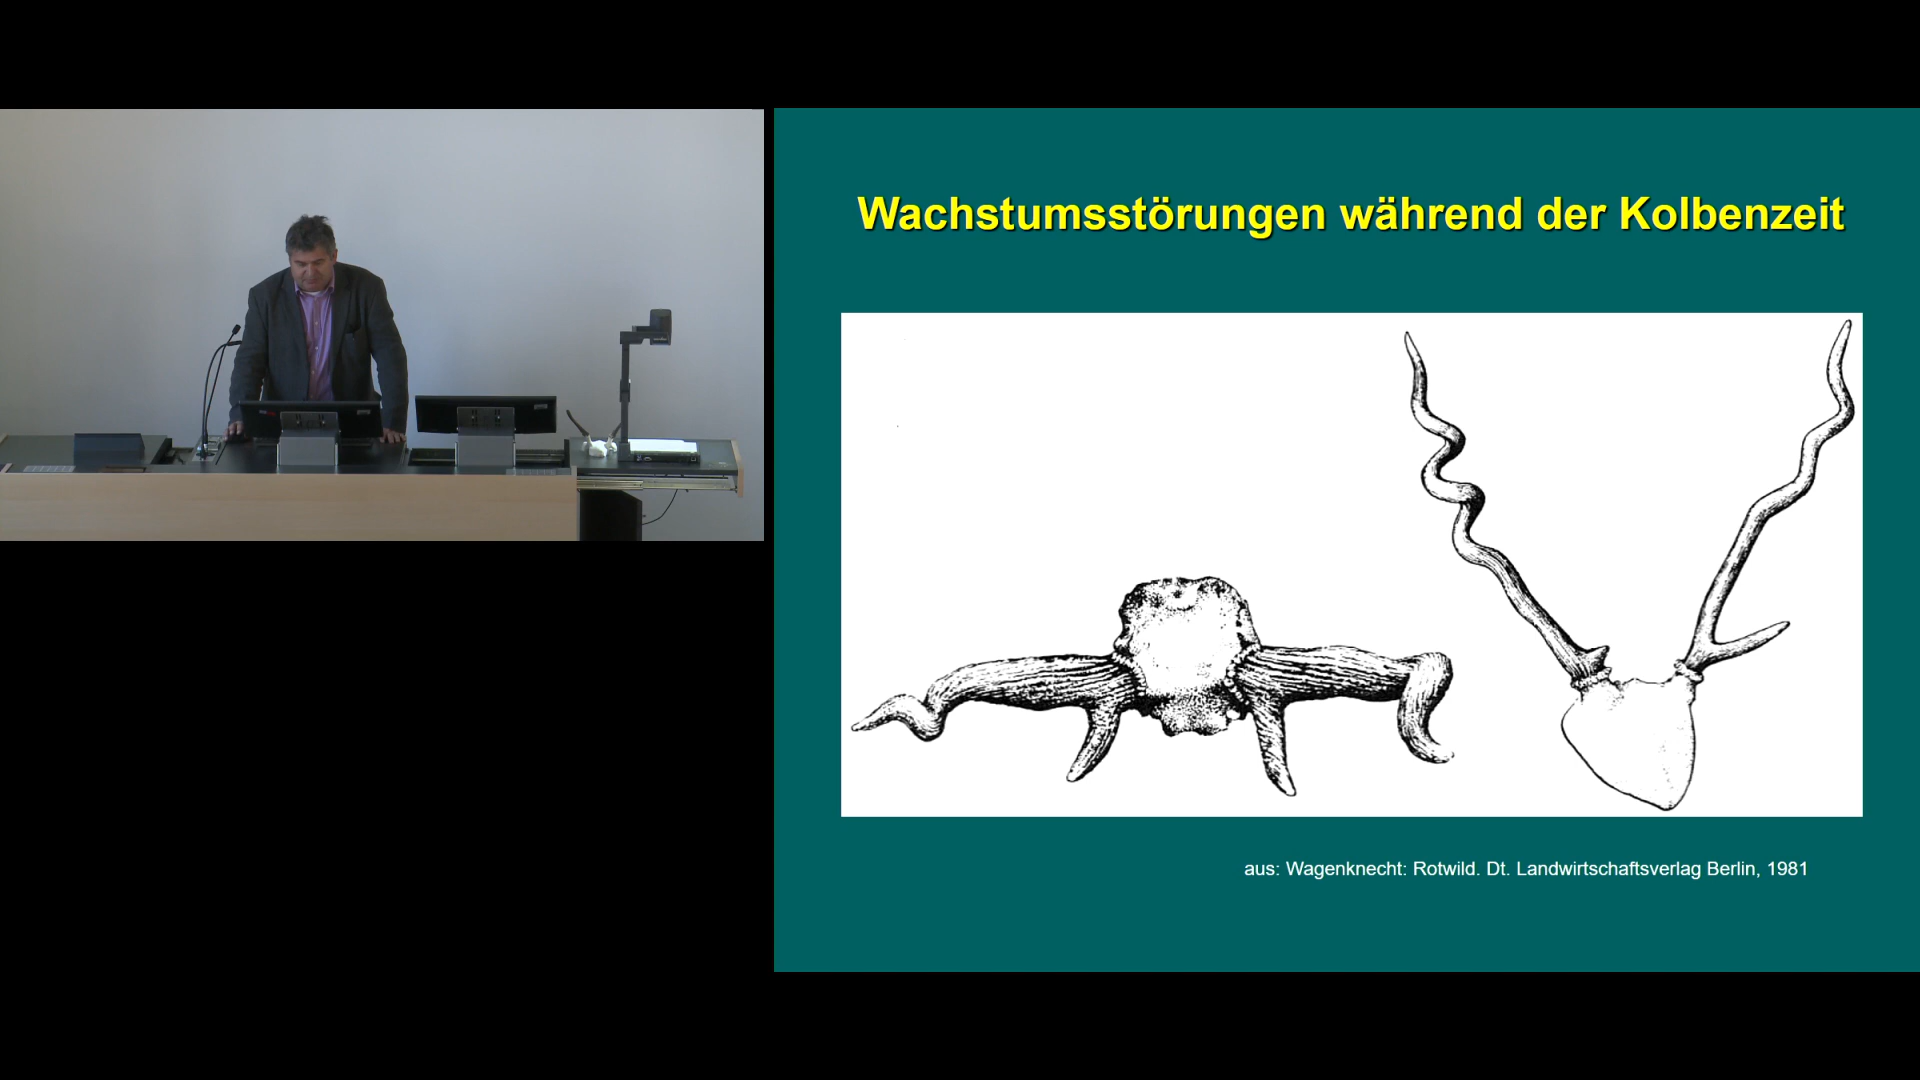 Wachstumsstörungen während der Kolbenzeit
aus: Wagenknecht: Rotwild. Dt. Landwirtschaftsverlag Berlin, 1981